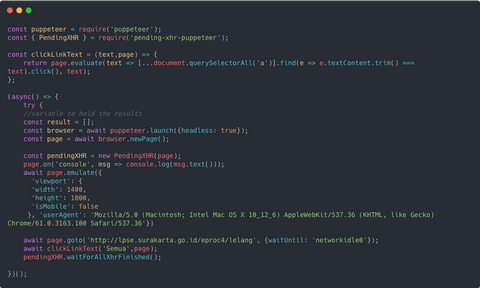 const puppeteer = require('puppeteer');
const { PendingXHR } = require('pending-xhr-puppeteer');
const clickLinkText = (text,page) => {
return page.evaluate(text => [...document.querySelectorAll('a')].find(e => e.textContent.trim() ===
text).click(), text);
};
(async() => {
try {
//variable to hold the results
const result = [];
const browser = await puppeteer.launch({headless: true});
const page = await browser.newPage();
const pendingXHR = new PendingXHR(page);
page.on('console', msg => console.log(msg.text()));
await page.emulate({
'viewport': {
'width': 1400,
'height': 1000,
'isMobile': false
}, 'userAgent': 'Mozilla/5.0 (Macintosh; Intel Mac OS X 10_12_6) AppleWebKit/537.36 (KHTML, like Gecko)
Chrome/61.0.3163.100 Safari/537.36'})
await page.goto('http://lpse.surakarta.go.id/eproc4/lelang', {waitUntil: 'networkidle0'});
await clickLinkText('Semua',page);
pendingXHR.waitForAllXhrFinished();
})();